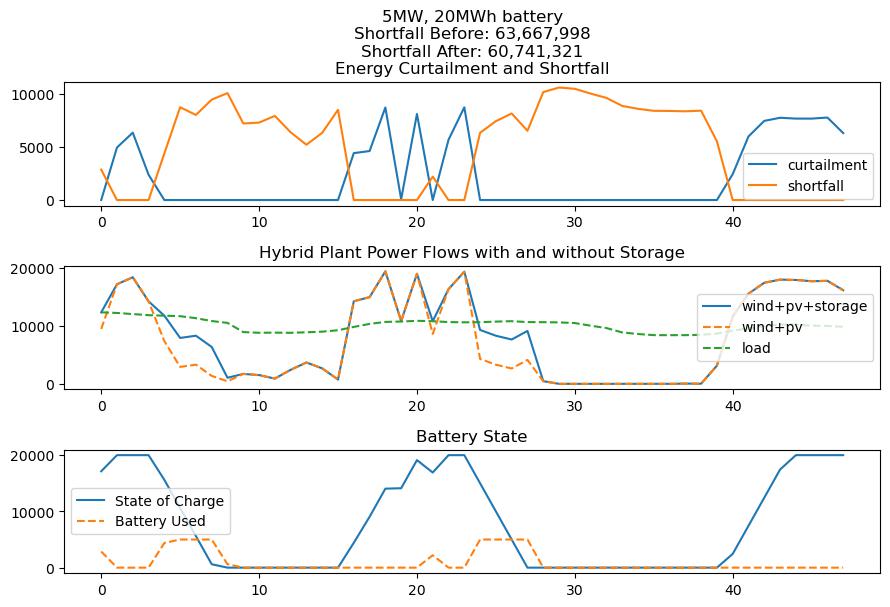 5MW, 20MWh battery
Shortfall Before: 63,667,998
Shortfall After: 60,741,321
Energy Curtailment and Shortfall
10000
5000
0
curtailment
shortfall
0 10 20 30 40
Hybrid Plant Power Flows with and without Storage
20000
10000
0
wind+pv+storage
wind+pv
load
0 10 20 30 40
Battery State
20000
10000
0
State of Charge
Battery Used
0 10 20 30 40